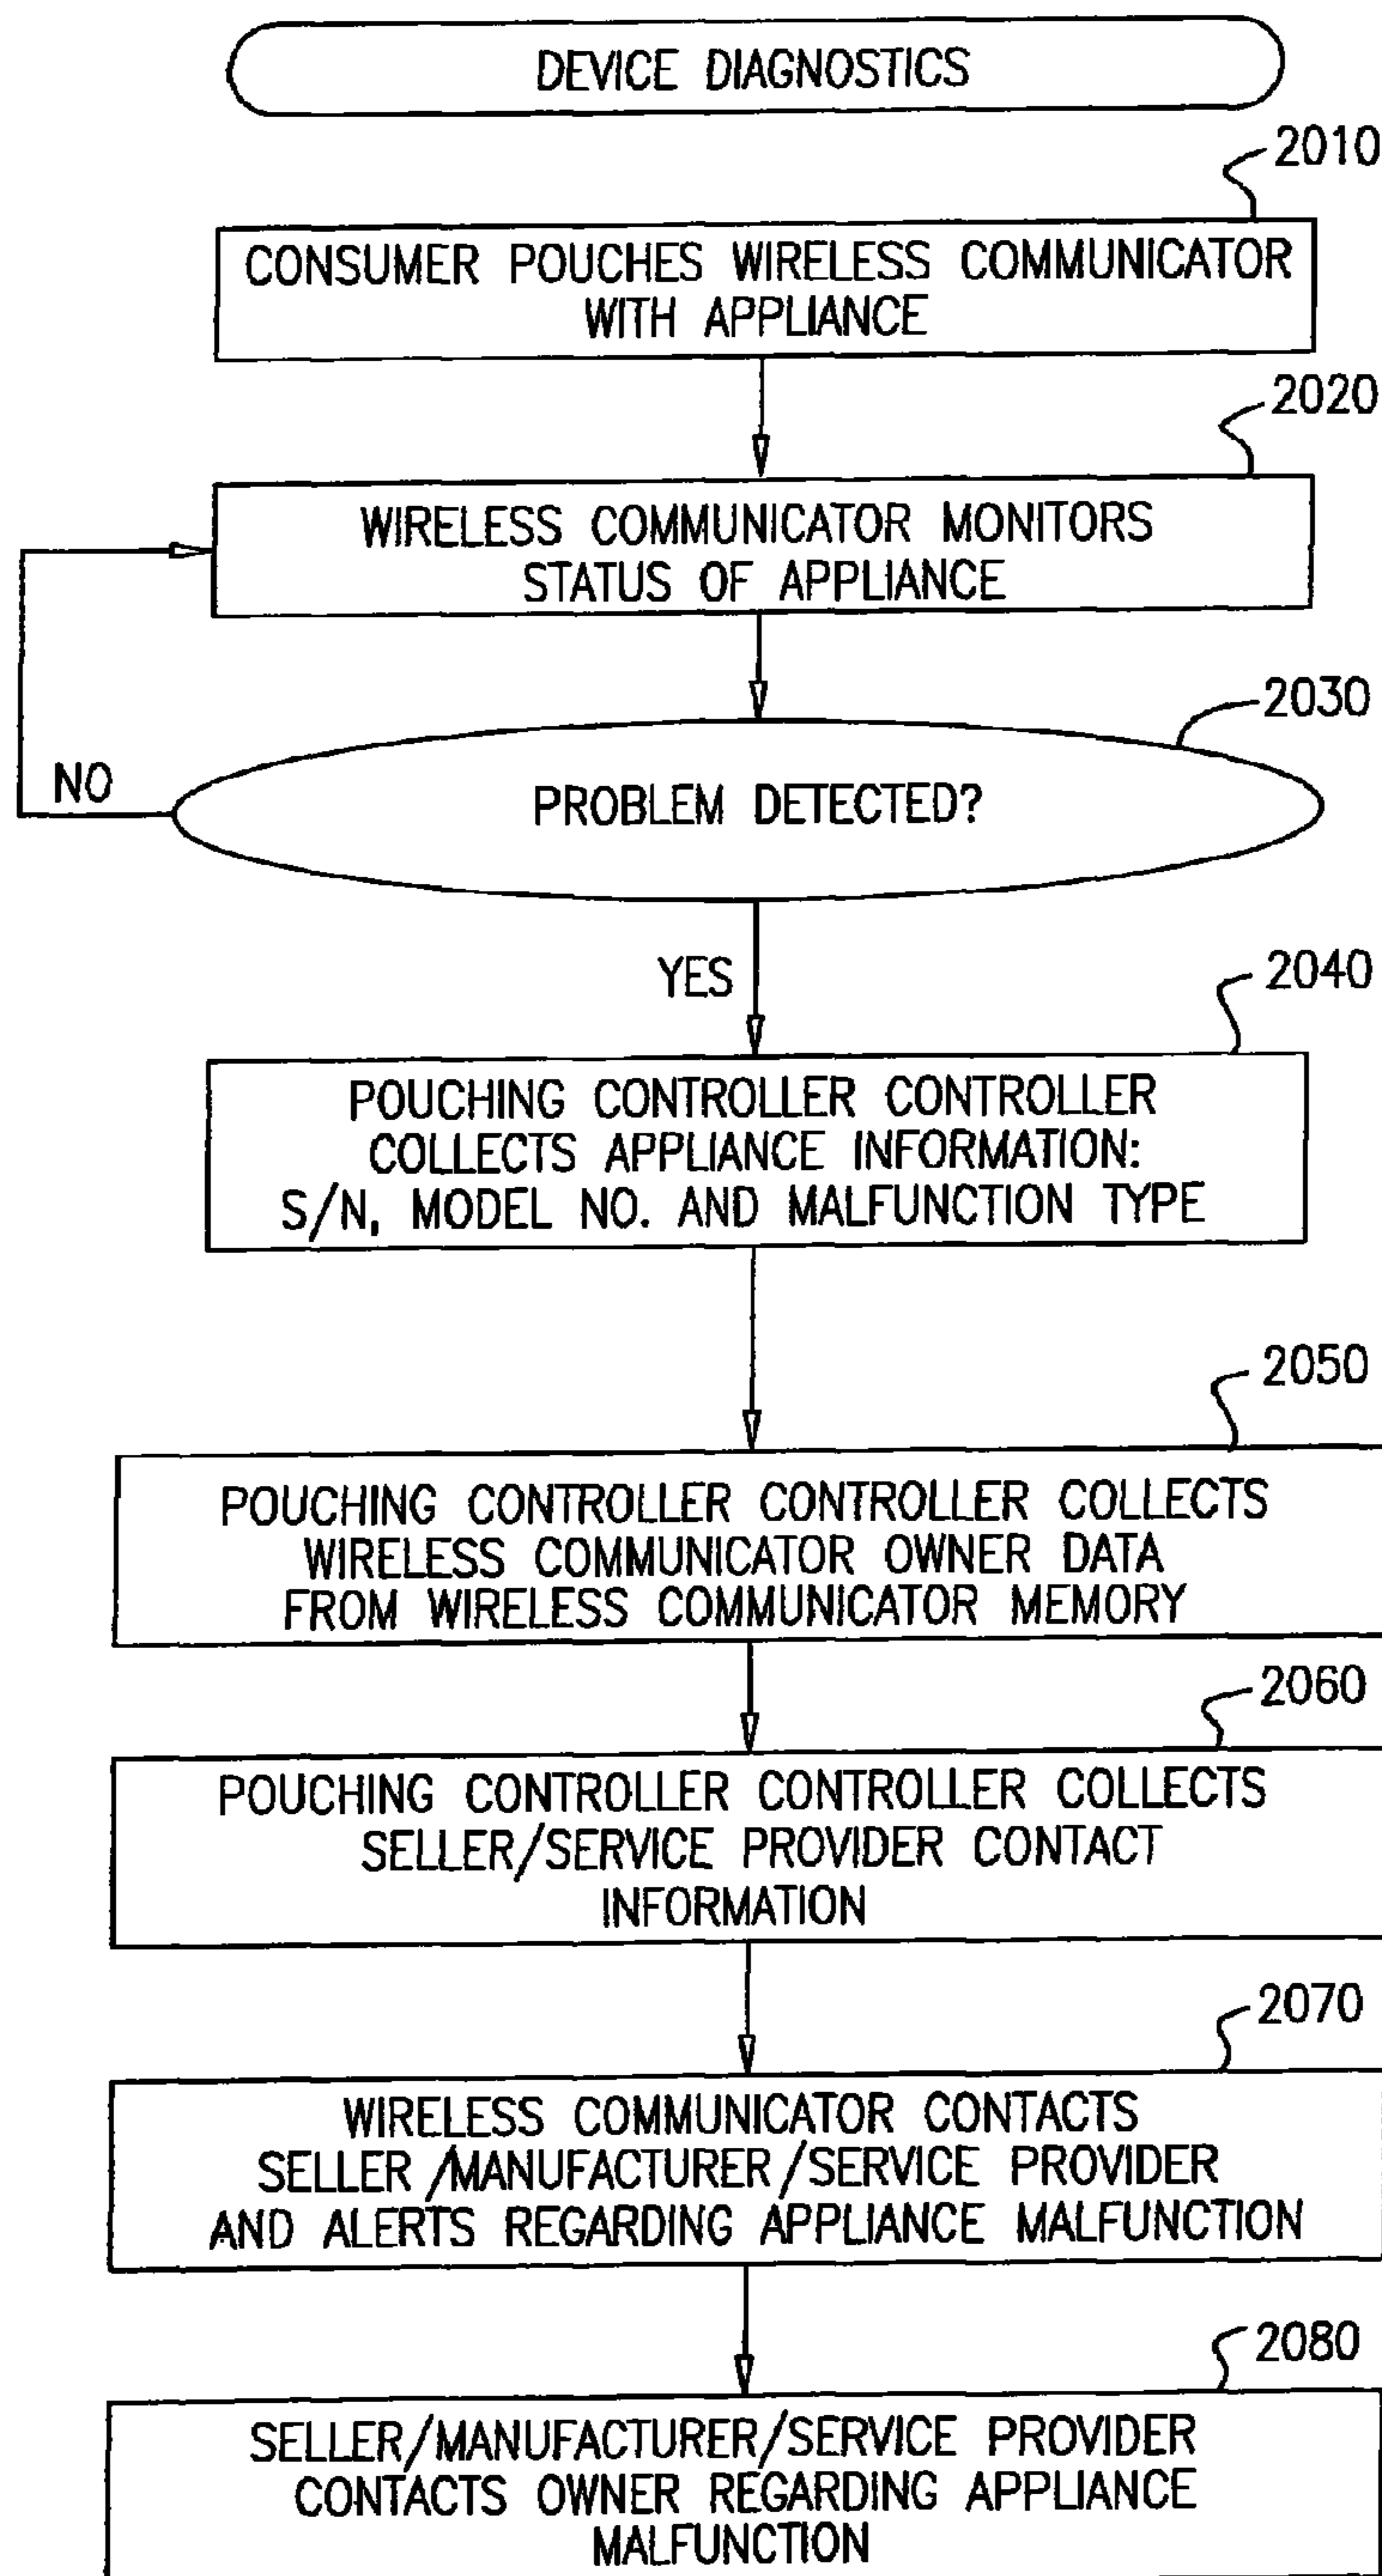 DEVICE DIAGNOSTICS
2010
CONSUMER POUCHES WIRELESS COMMUNICATOR
WITH APPLIANCE
2020
WIRELESS COMMUNICATOR MONITORS
STATUS OF APPLIANCE
2030
NO
PROBLEM DETECTED?
YES
2040
POUCHING CONTROLLER CONTROLLER
COLLECTS APPLIANCE INFORMATION:
S/N, MODEL NO. AND MALFUNCTION TYPE
2050
POUCHING CONTROLLER CONTROLLER COLLECTS
WIRELESS COMMUNICATOR OWNER DATA
FROM WIRELESS COMMUNICATOR MEMORY
2060
POUCHING CONTROLLER CONTROLLER COLLECTS
SELLER/SERVICE PROVIDER CONTACT
INFORMATION
2070
WIRELESS COMMUNICATOR CONTACTS
SELLER/MANUFACTURER/SERVICE PROVIDER
AND ALERTS REGARDING APPLIANCE MALFUNCTION
2080
SELLER/MANUFACTURER/SERVICE PROVIDER
CONTACTS OWNER REGARDING APPLIANCE
MALFUNCTION